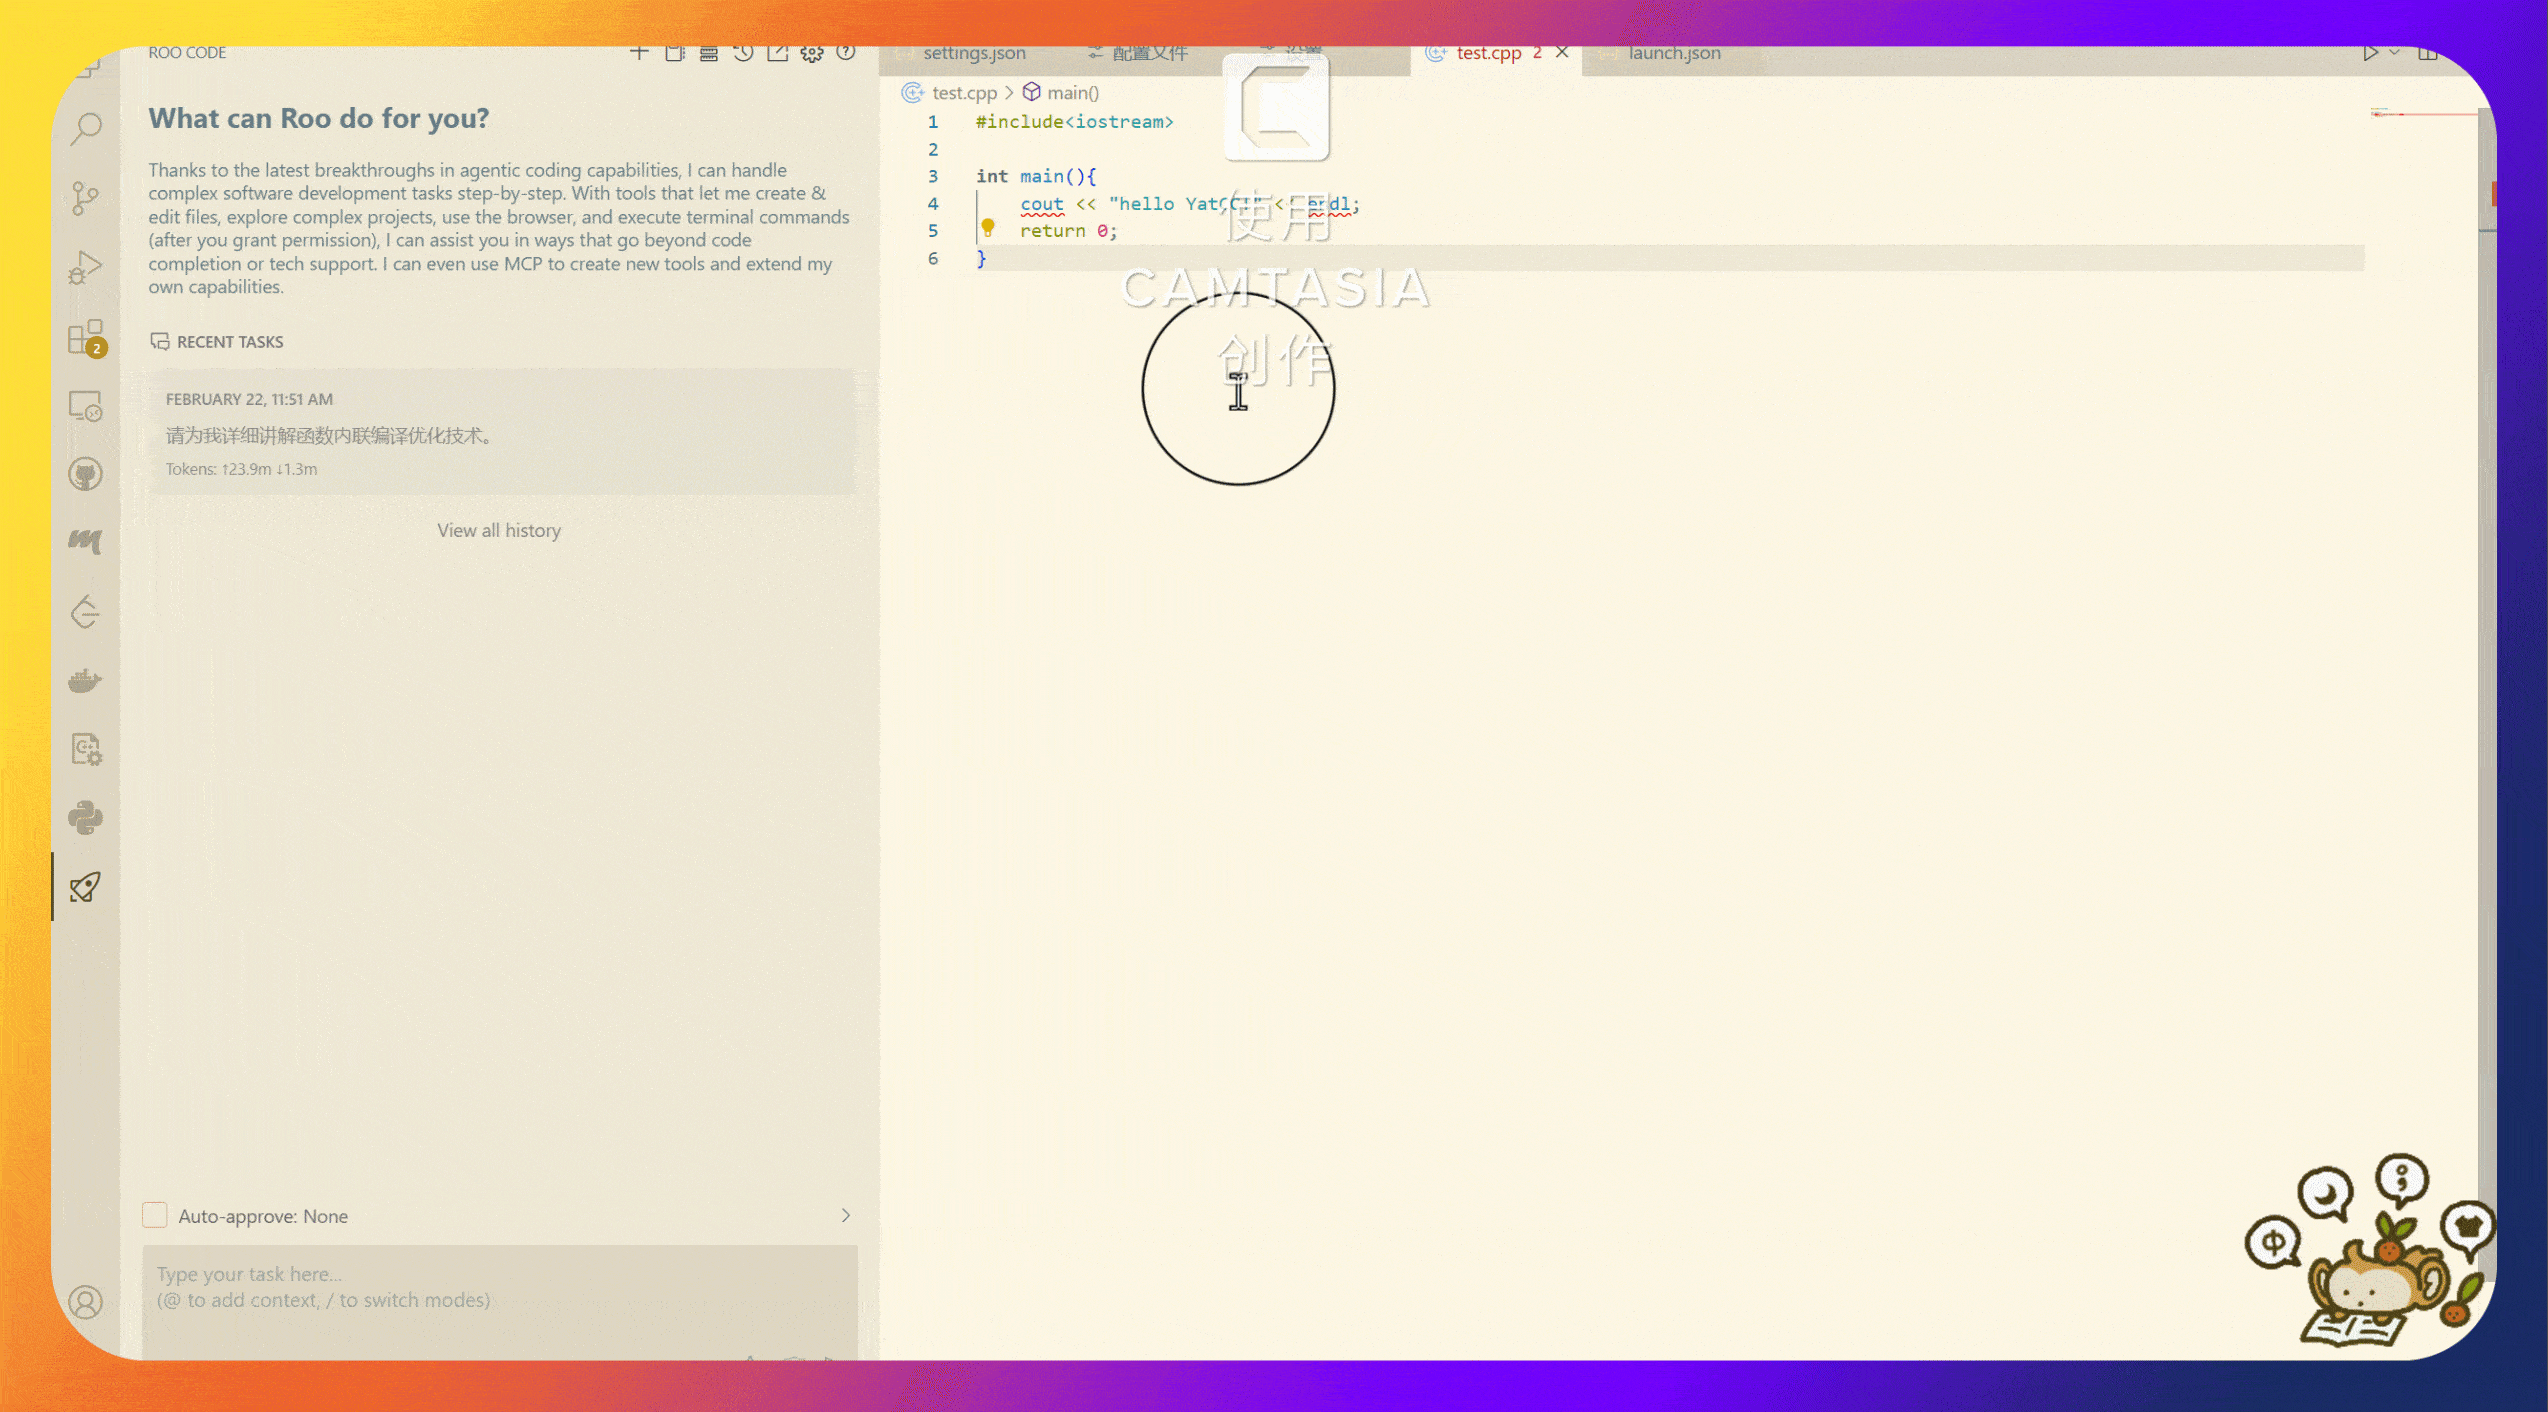 ROO CODE
What can Roo do for you?
Thanks to the latest breakthroughs in agentic coding capabilities, I can handle
complex software development tasks step-by-step. With tools that let me create &
edit files, explore complex projects, use the browser, and execute terminal commands
(after you grant permission), I can assist you in ways that go beyond code
completion or tech support. I can even use MCP to create new tools and extend my
own capabilities.
RECENT TASKS
FEBRUARY 22, 11:51 AM
请为我详细讲解函数内联编译优化技术。
Tokens: ↑23.9m ↓1.3m
View all history
2
Auto-approve: None
Type your task here...
(@ to add context, / to switch modes)
settings.json
配置文件
设置
test.cpp 2
launch.json
test.cpp > main()
1 #include<iostream>
2
3 int main(){
4 cout << "hello YatCC!" << endl;
5 return 0;
6 }
使用
CAMTASIA
创作